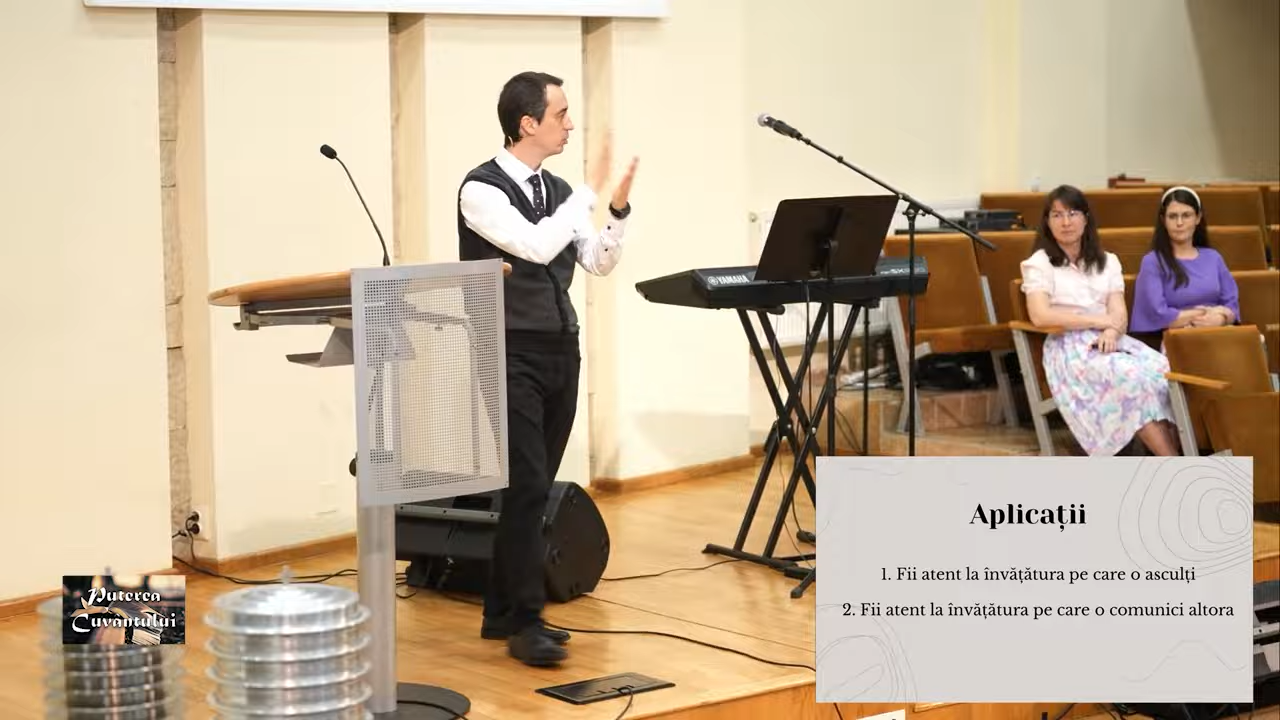 YAMAHA
Puterea
Cuvântului
Aplicații
1. Fii atent la învățătura pe care o asculți
2. Fii atent la învățătura pe care o comunici altora